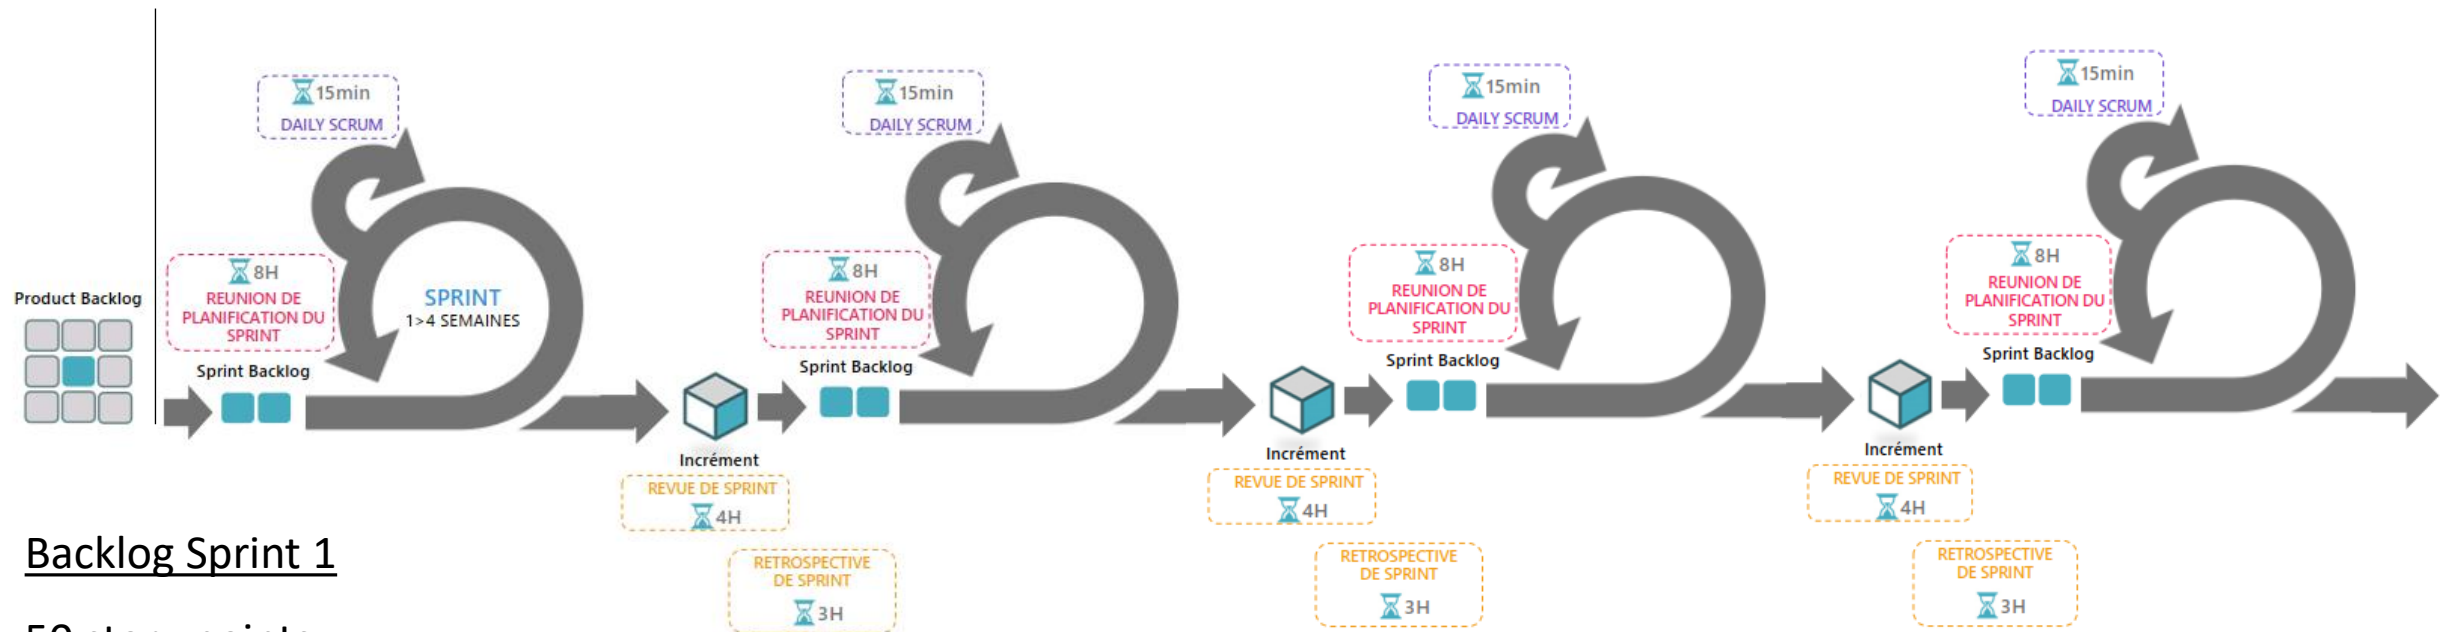 Product Backlog
15min
DAILY SCRUM
8H
REUNION DE
PLANIFICATION DU
SPRINT
Sprint Backlog
SPRINT
1>4 SEMAINES
Incrément
REVUE DE SPRINT
4H
RETROSPECTIVE
DE SPRINT
3H
15min
DAILY SCRUM
8H
REUNION DE
PLANIFICATION DU
SPRINT
Sprint Backlog
Incrément
REVUE DE SPRINT
4H
RETROSPECTIVE
DE SPRINT
3H
15min
DAILY SCRUM
8H
REUNION DE
PLANIFICATION DU
SPRINT
Sprint Backlog
Incrément
REVUE DE SPRINT
4H
RETROSPECTIVE
DE SPRINT
3H
15min
DAILY SCRUM
8H
REUNION DE
PLANIFICATION DU
SPRINT
Sprint Backlog
Backlog Sprint 1